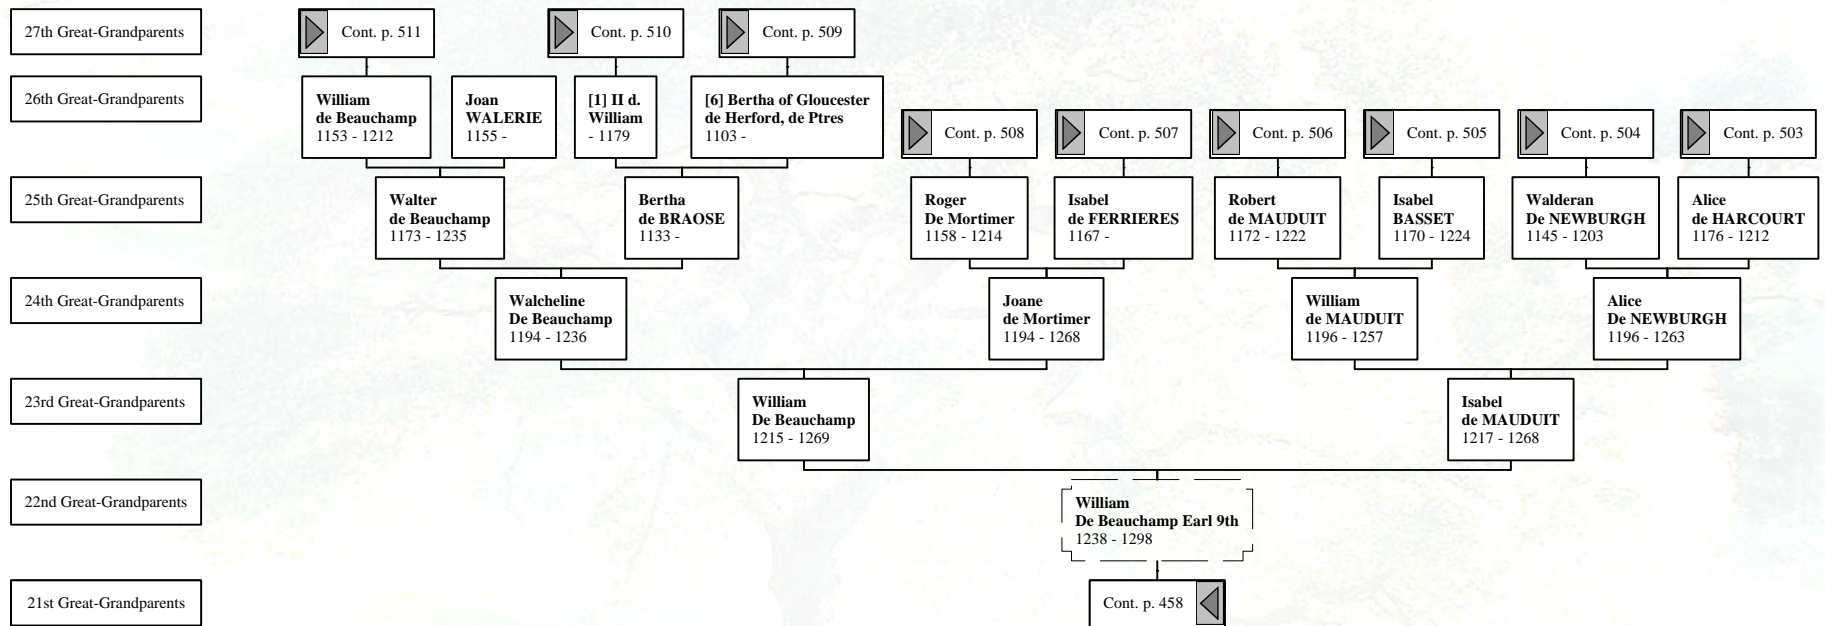 27th Great-Grandparents
Cont. p. 511
Cont. p. 510
Cont. p. 509
26th Great-Grandparents
William
de Beauchamp
1153 - 1212
Joan
WALERIE
1155 -
[1] II d.
William
- 1179
[6] Bertha of Gloucester
de Herford, de Ptres
1103 -
Cont. p. 508
Cont. p. 507
Cont. p. 506
Cont. p. 505
Cont. p. 504
Cont. p. 503
25th Great-Grandparents
Walter
de Beauchamp
1173 - 1235
Bertha
de BRAOSE
1133 -
Roger
De Mortimer
1158 - 1214
Isabel
de FERRIERES
1167 -
Robert
de MAUDUIT
1172 - 1222
Isabel
BASSET
1170 - 1224
Walderan
De NEWBURGH
1145 - 1203
Alice
de HARCOURT
1176 - 1212
24th Great-Grandparents
Walcheline
De Beauchamp
1194 - 1236
Joane
de Mortimer
1194 - 1268
William
de MAUDUIT
1196 - 1257
Alice
De NEWBURGH
1196 - 1263
23rd Great-Grandparents
William
De Beauchamp
1215 - 1269
Isabel
de MAUDUIT
1217 - 1268
22nd Great-Grandparents
William
De Beauchamp Earl 9th
1238 - 1298
21st Great-Grandparents
Cont. p. 458